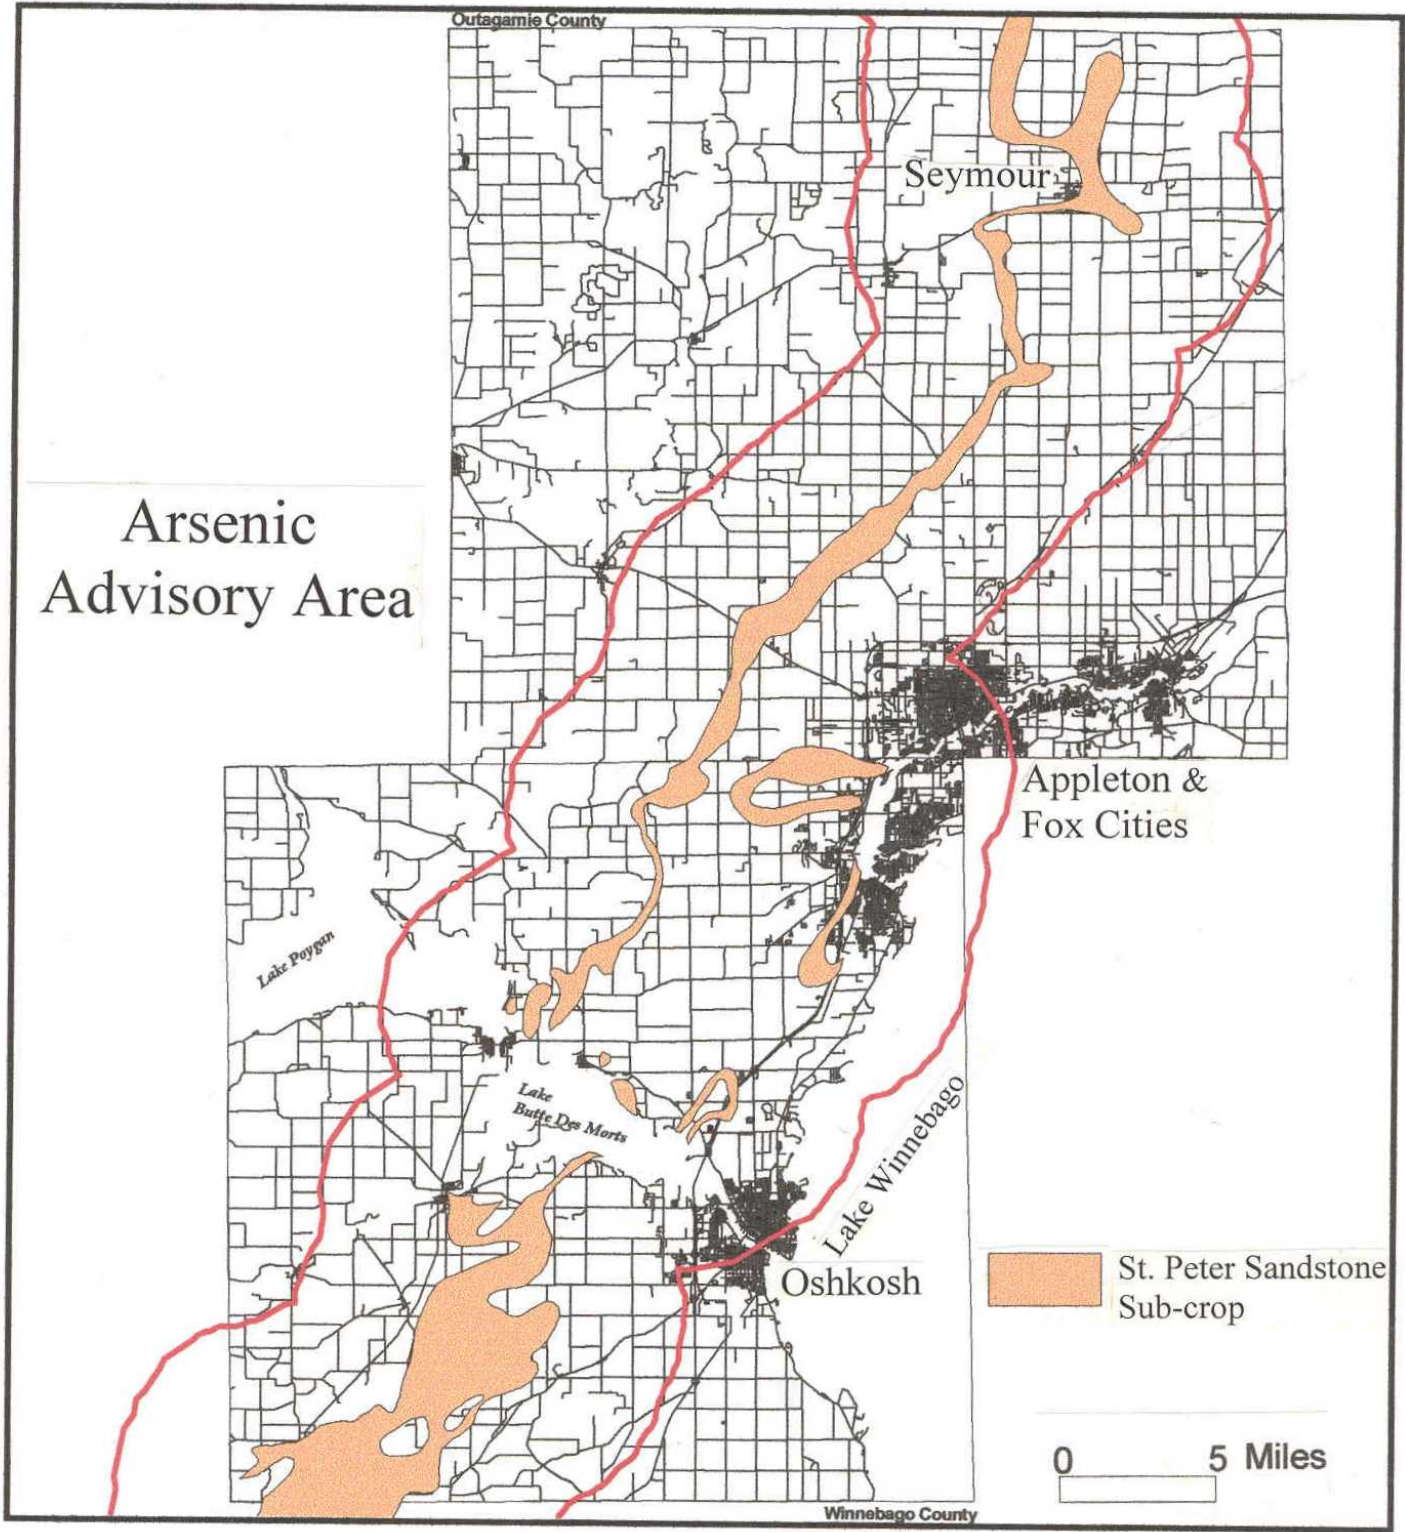 Outagamie County
Seymour
Arsenic
Advisory Area
Appleton &
Fox Cities
Lake Poygan
Lake
Butte Des Morts
Lake Winnebago
Oshkosh
St. Peter Sandstone
Sub-crop
0 5 Miles
Winnebago County